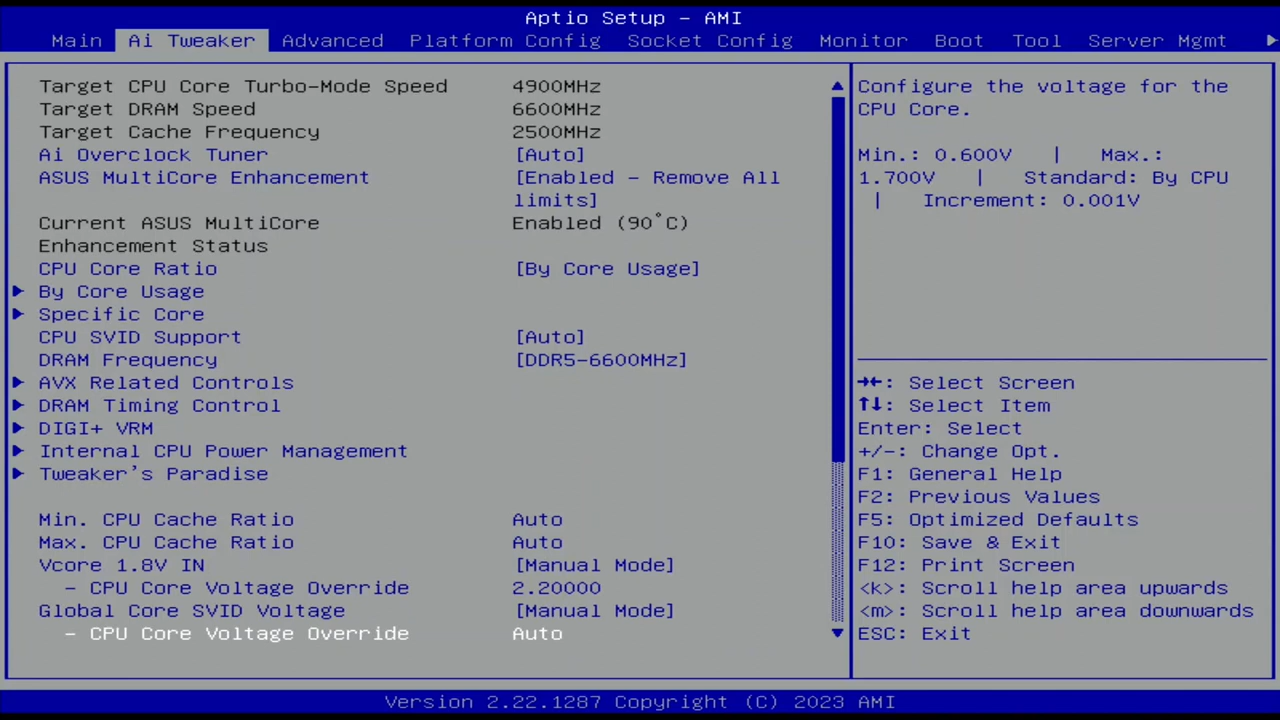 Aptio Setup – AMI
Main Ai Tweaker Advanced Platform Config Socket Config Monitor Boot Tool Server Mgmt ►
Target CPU Core Turbo-Mode Speed 4900MHz
Target DRAM Speed 6600MHz
Target Cache Frequency 2500MHz
Ai Overclock Tuner [Auto]
ASUS MultiCore Enhancement [Enabled – Remove All
limits]
Current ASUS MultiCore Enabled (90°C)
Enhancement Status
CPU Core Ratio [By Core Usage]
► By Core Usage
► Specific Core
CPU SVID Support [Auto]
DRAM Frequency [DDR5-6600MHz]
► AVX Related Controls
► DRAM Timing Control
► DIGI+ VRM
► Internal CPU Power Management
► Tweaker's Paradise
Min. CPU Cache Ratio Auto
Max. CPU Cache Ratio Auto
Vcore 1.8V IN [Manual Mode]
– CPU Core Voltage Override 2.20000
Global Core SVID Voltage [Manual Mode]
– CPU Core Voltage Override Auto
Configure the voltage for the
CPU Core.
Min.: 0.600V | Max.:
1.700V | Standard: By CPU
| Increment: 0.001V
→←: Select Screen
↑↓: Select Item
Enter: Select
+/-: Change Opt.
F1: General Help
F2: Previous Values
F5: Optimized Defaults
F10: Save & Exit
F12: Print Screen
<k>: Scroll help area upwards
<m>: Scroll help area downwards
ESC: Exit
Version 2.22.1287 Copyright (C) 2023 AMI